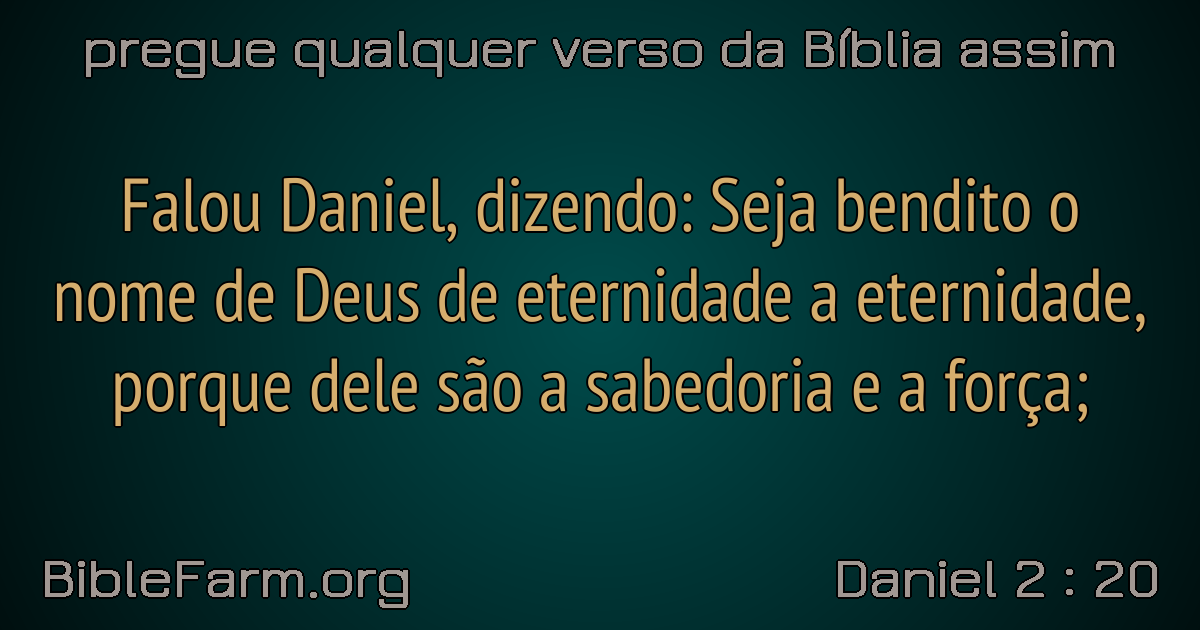 pregue qualquer verso da Bíblia assim
Falou Daniel, dizendo: Seja bendito o
nome de Deus de eternidade a eternidade,
porque dele são a sabedoria e a força;
BibleFarm.org
Daniel 2 : 20